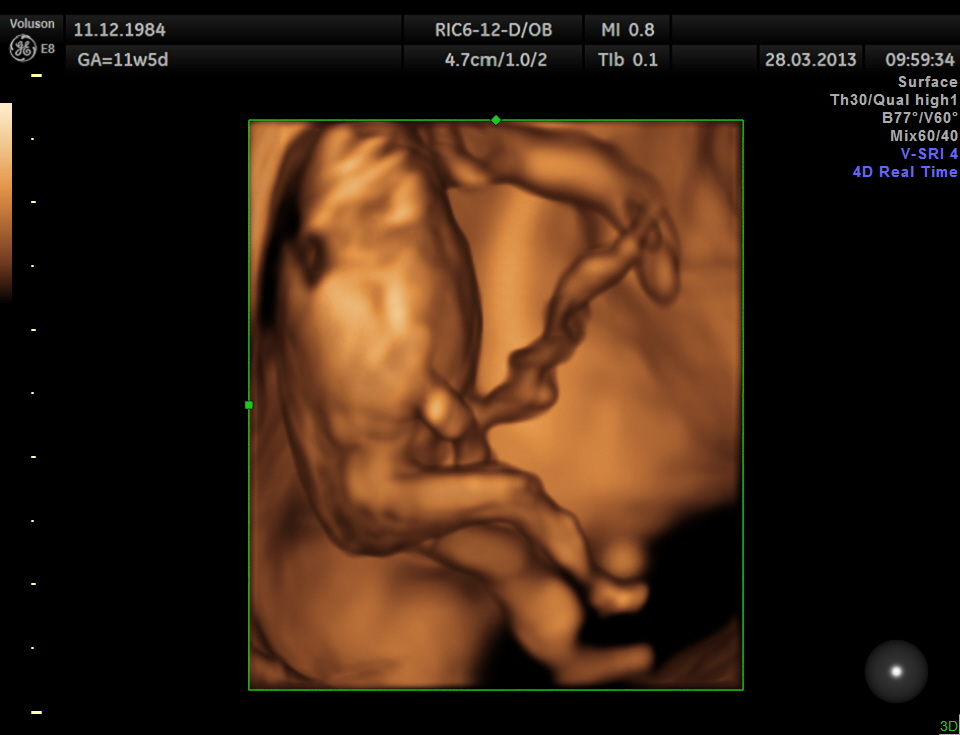 Voluson
E8
11.12.1984 RIC6-12-D/OB MI 0.8
GA=11w5d 4.7cm/1.0/2 TIb 0.1 28.03.2013 09:59:34
Surface
Th30/Qual high1
B77°/V60°
Mix60/40
V-SRI 4
4D Real Time
3D